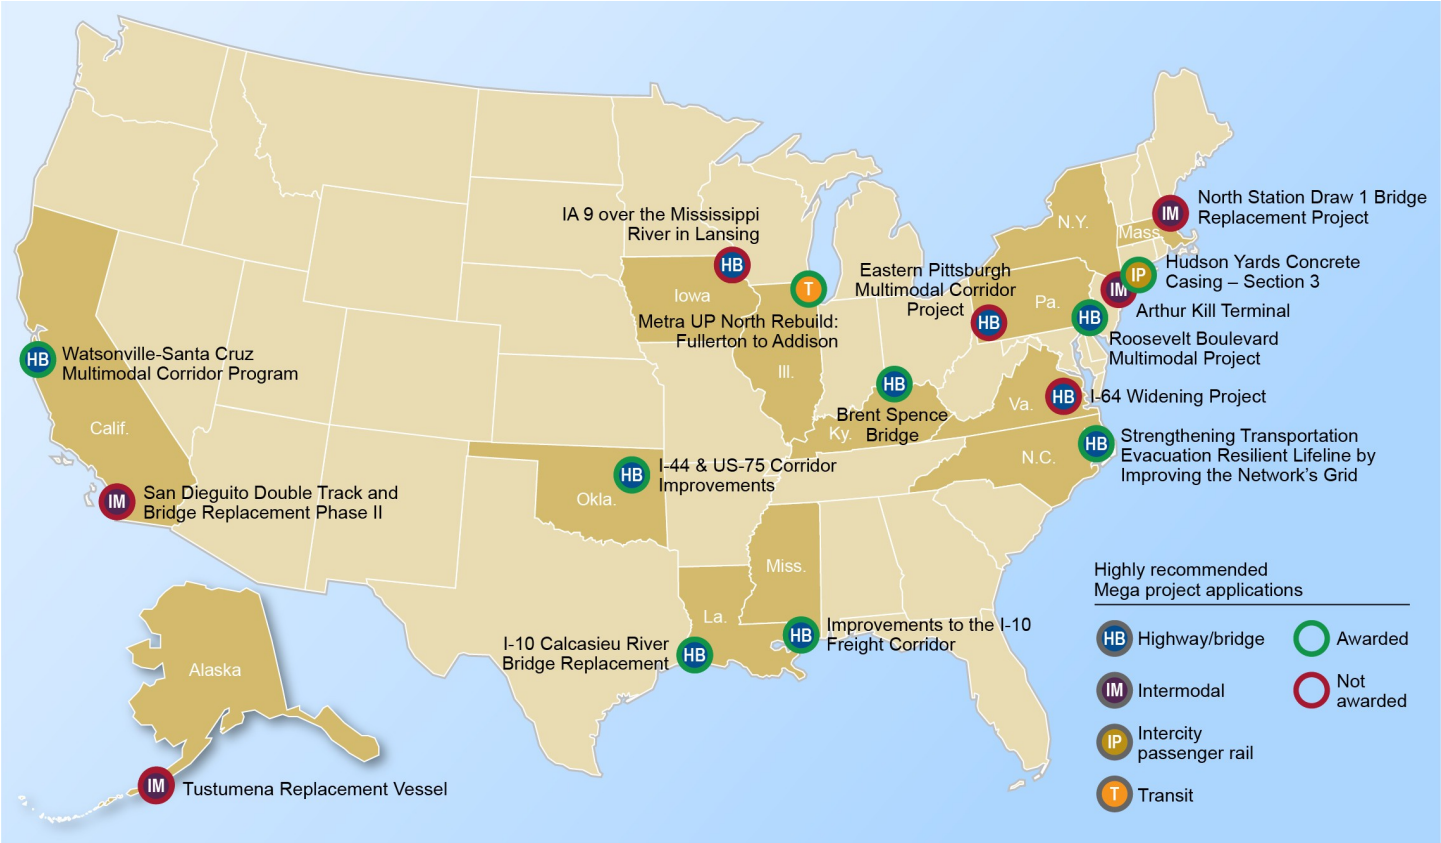 North Station Draw 1 Bridge
Replacement Project
IM
N.Y.
Mass.
IA 9 over the Mississippi
River in Lansing
HB
Hudson Yards Concrete
Casing – Section 3
IP
IM
Arthur Kill Terminal
Eastern Pittsburgh
Multimodal Corridor
Project
HB
Pa.
HB
Roosevelt Boulevard
Multimodal Project
Iowa
T
Metra UP North Rebuild:
Fullerton to Addison
Ill.
HB
Watsonville-Santa Cruz
Multimodal Corridor Program
Calif.
HB
Brent Spence
Bridge
Ky.
Va.
HB
I-64 Widening Project
N.C.
HB
Strengthening Transportation
Evacuation Resilient Lifeline by
Improving the Network’s Grid
HB
I-44 & US-75 Corridor
Improvements
Okla.
IM
San Dieguito Double Track and
Bridge Replacement Phase II
Miss.
La.
HB
Improvements to the I-10
Freight Corridor
I-10 Calcasieu River
Bridge Replacement
HB
Alaska
IM
Tustumena Replacement Vessel
Highly recommended
Mega project applications
HB
Highway/bridge
Awarded
IM
Intermodal
Not
awarded
IP
Intercity
passenger rail
T
Transit